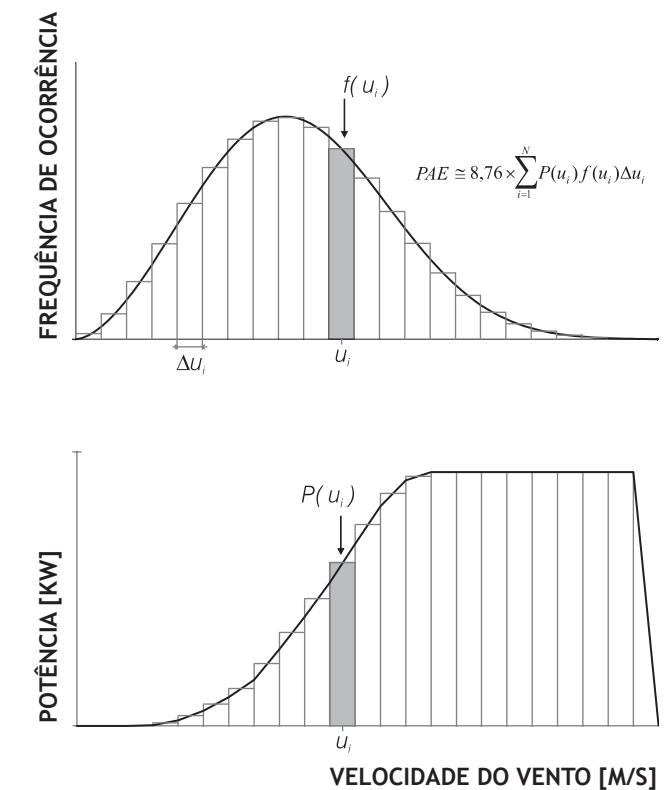 FREQUÊNCIA DE OCORRÊNCIA
f( uᵢ )
PAE ≅ 8,76 × ∑ᵢ₌₁ᴺ P(uᵢ) f(uᵢ)Δuᵢ
Δuᵢ
uᵢ
POTÊNCIA [KW]
P( uᵢ )
uᵢ
VELOCIDADE DO VENTO [M/S]